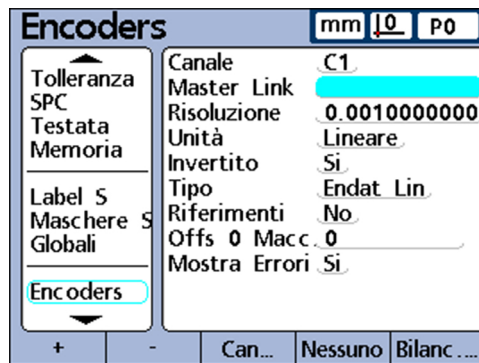 Encoders mm 0 P0
Tolleranza
SPC
Testata
Memoria
Label S
Maschere S
Globali
Encoders
Canale C1
Master Link
Risoluzione 0.0010000000
Unità Lineare
Invertito Si
Tipo Endat Lin
Riferimenti No
Offs 0 Macc. 0
Mostra Errori Si
+ - Can... Nessuno Bilanc....